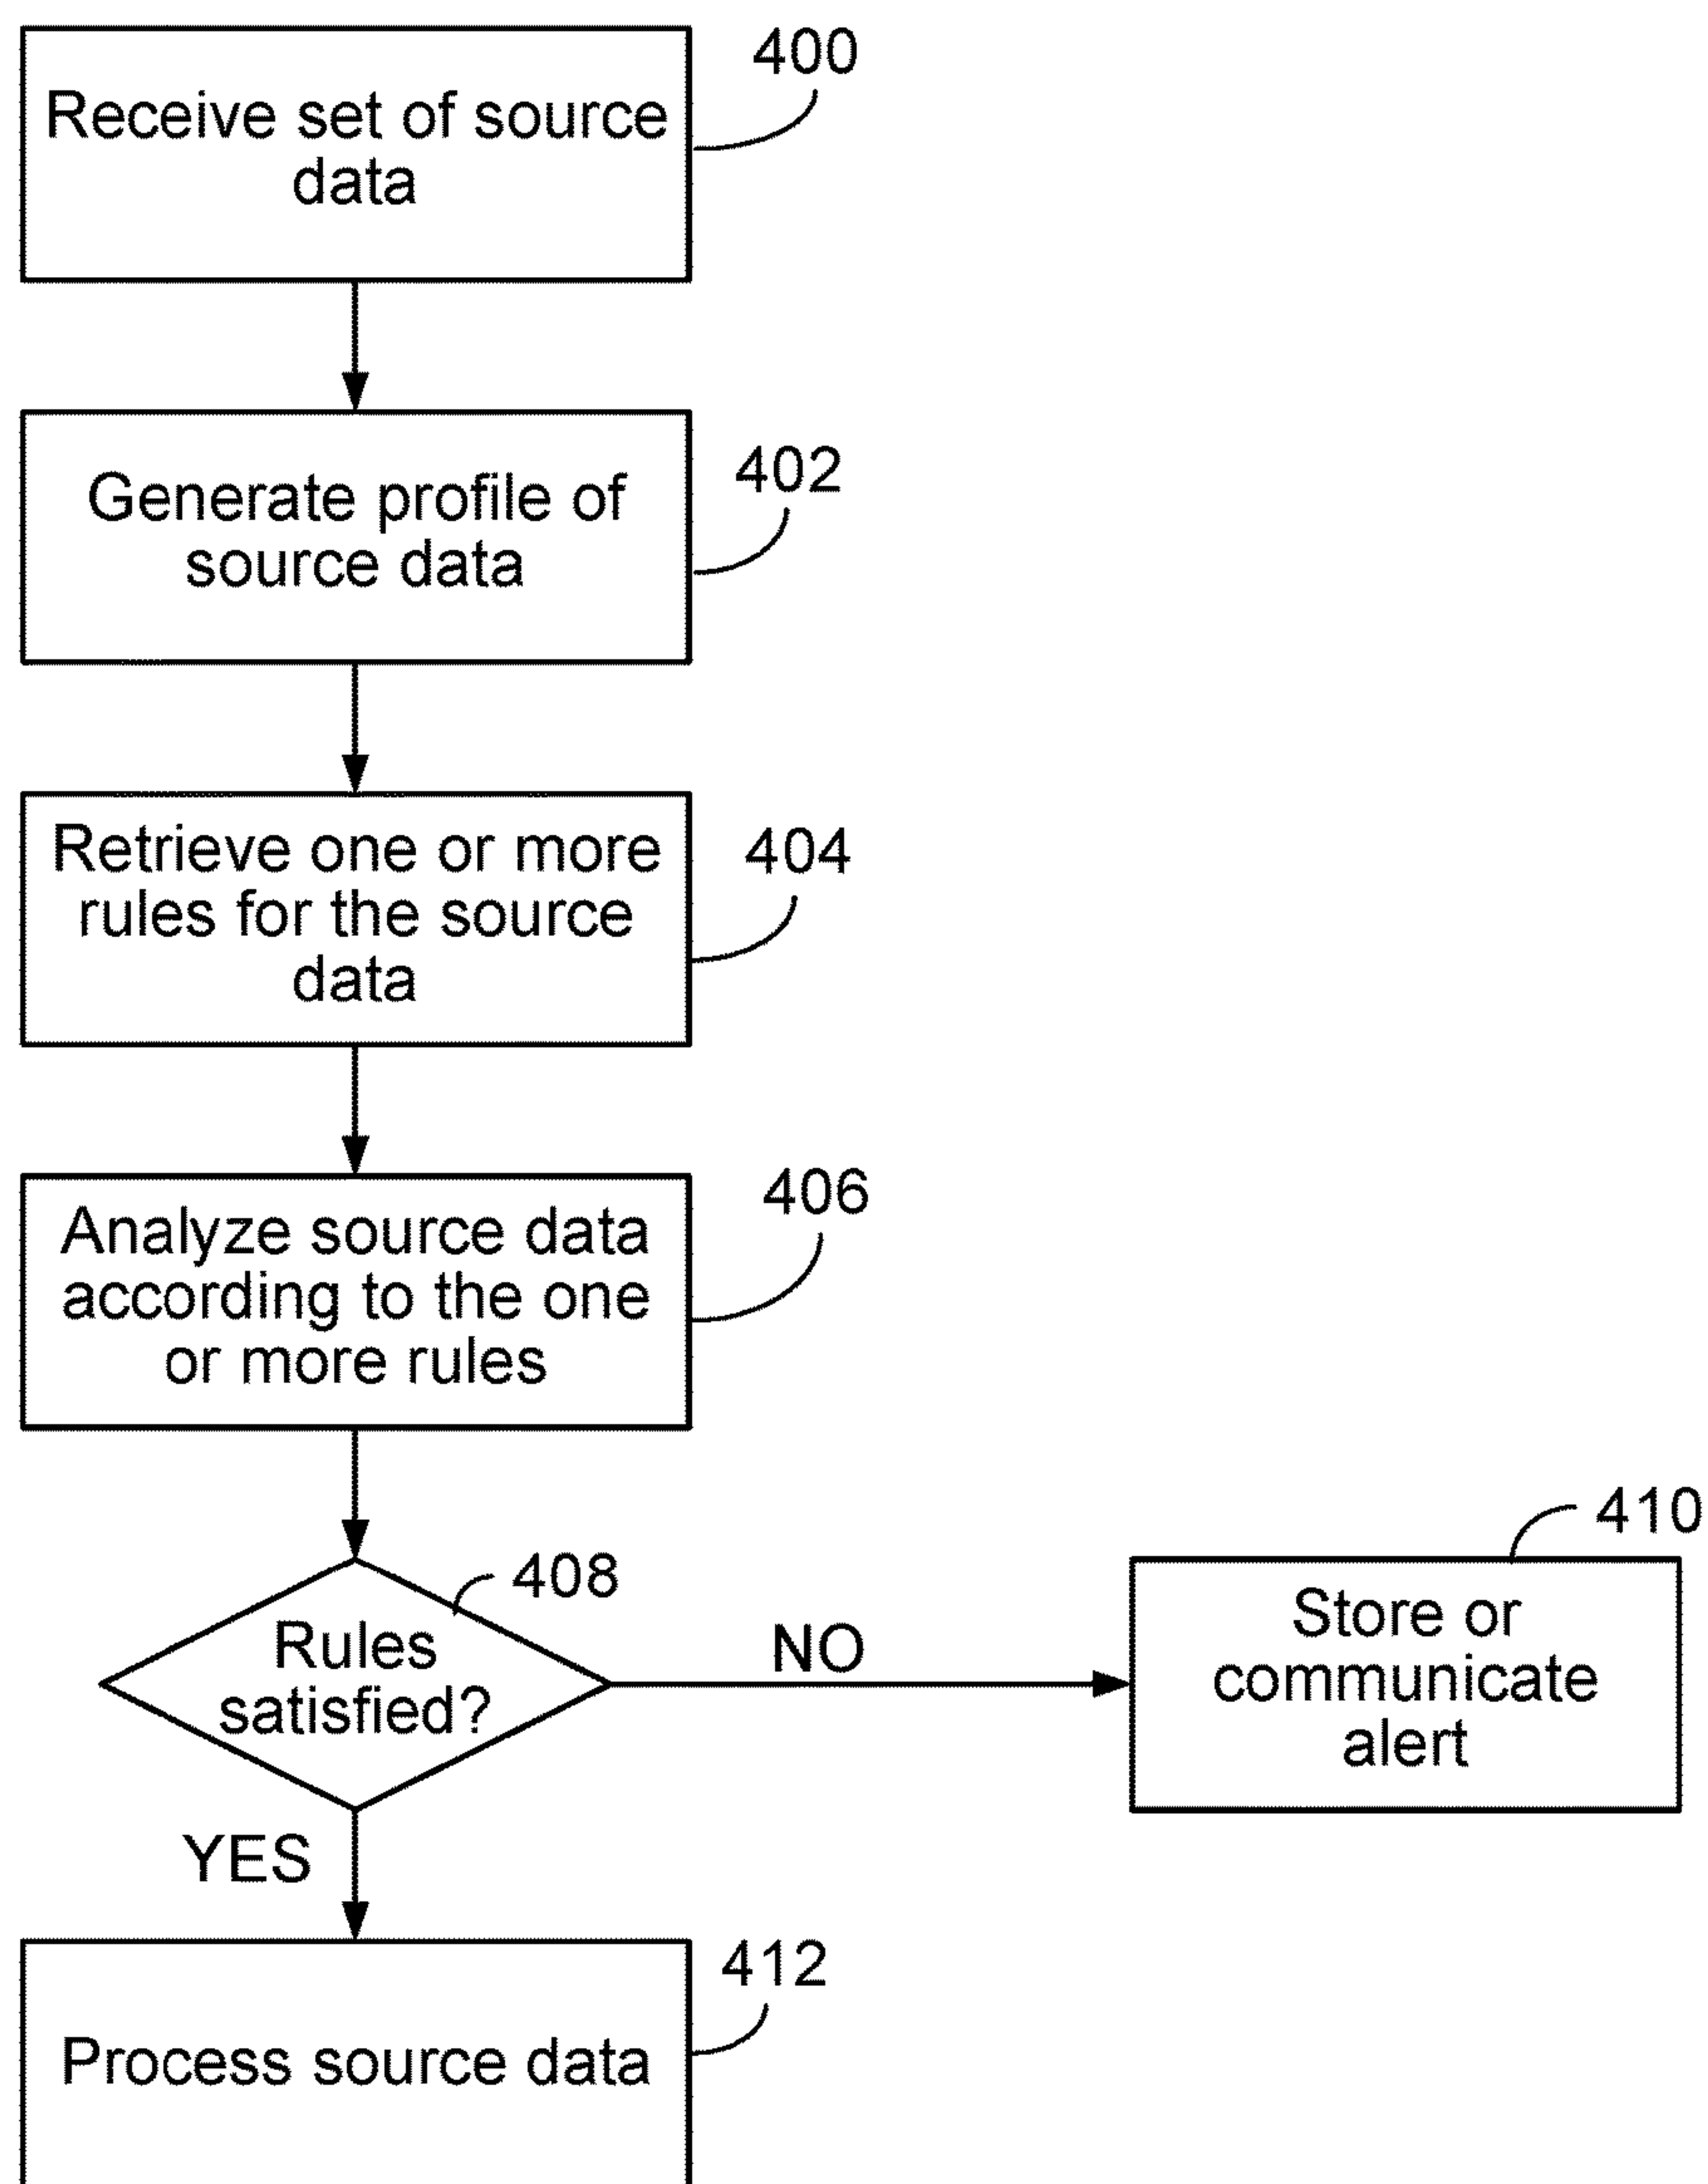 400
Receive set of source
data
402
Generate profile of
source data
404
Retrieve one or more
rules for the source
data
406
Analyze source data
according to the one
or more rules
408
Rules
satisfied?
NO
410
Store or
communicate
alert
YES
412
Process source data